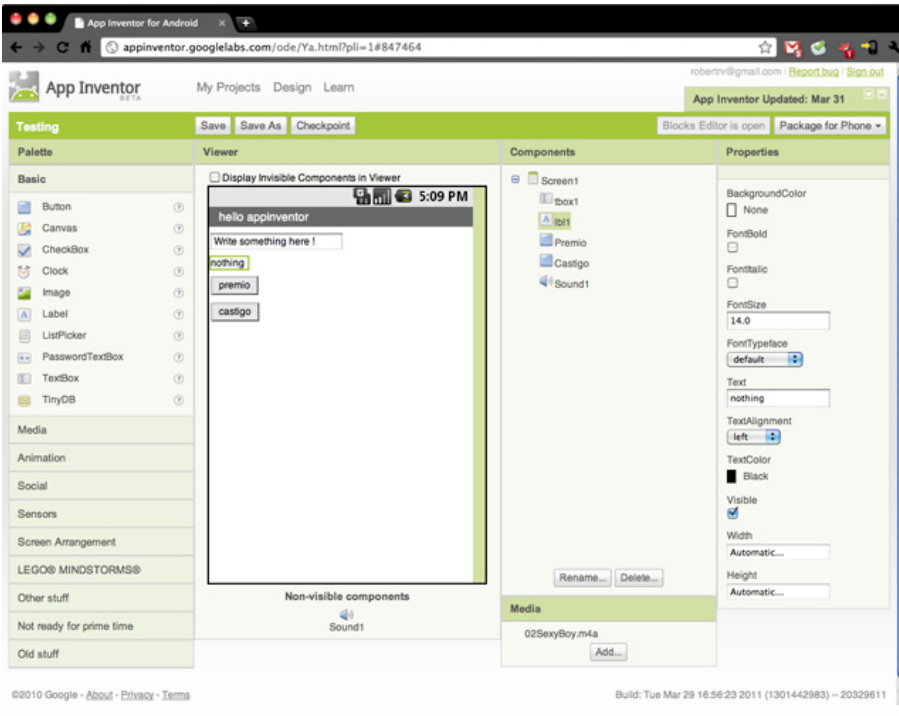 App Inventor for Android
appinventor.googlelabs.com/ode/Ya.html?pli=1#847464
robertrv@gmail.com | Report bug | Sign out
App Inventor
BETA
My Projects Design Learn
App Inventor Updated: Mar 31
Testing
Save Save As Checkpoint
Blocks Editor is open Package for Phone
Palette
Basic
Button
Canvas
CheckBox
Clock
Image
Label
ListPicker
PasswordTextBox
TextBox
TinyDB
Media
Animation
Social
Sensors
Screen Arrangement
LEGO® MINDSTORMS®
Other stuff
Not ready for prime time
Old stuff
Viewer
Display Invisible Components in Viewer
5:09 PM
hello appinventor
Write something here !
nothing
premio
castigo
Non-visible components
Sound1
Components
Screen1
tbox1
lbl1
Premio
Castigo
Sound1
Rename... Delete...
Media
02SexyBoy.m4a
Add...
Properties
BackgroundColor
None
FontBold
FontItalic
FontSize
14.0
FontTypeface
default
Text
nothing
TextAlignment
left
TextColor
Black
Visible
Width
Automatic...
Height
Automatic...
©2010 Google - About - Privacy - Terms
Build: Tue Mar 29 16:56:23 2011 (1301442983) -- 20329611